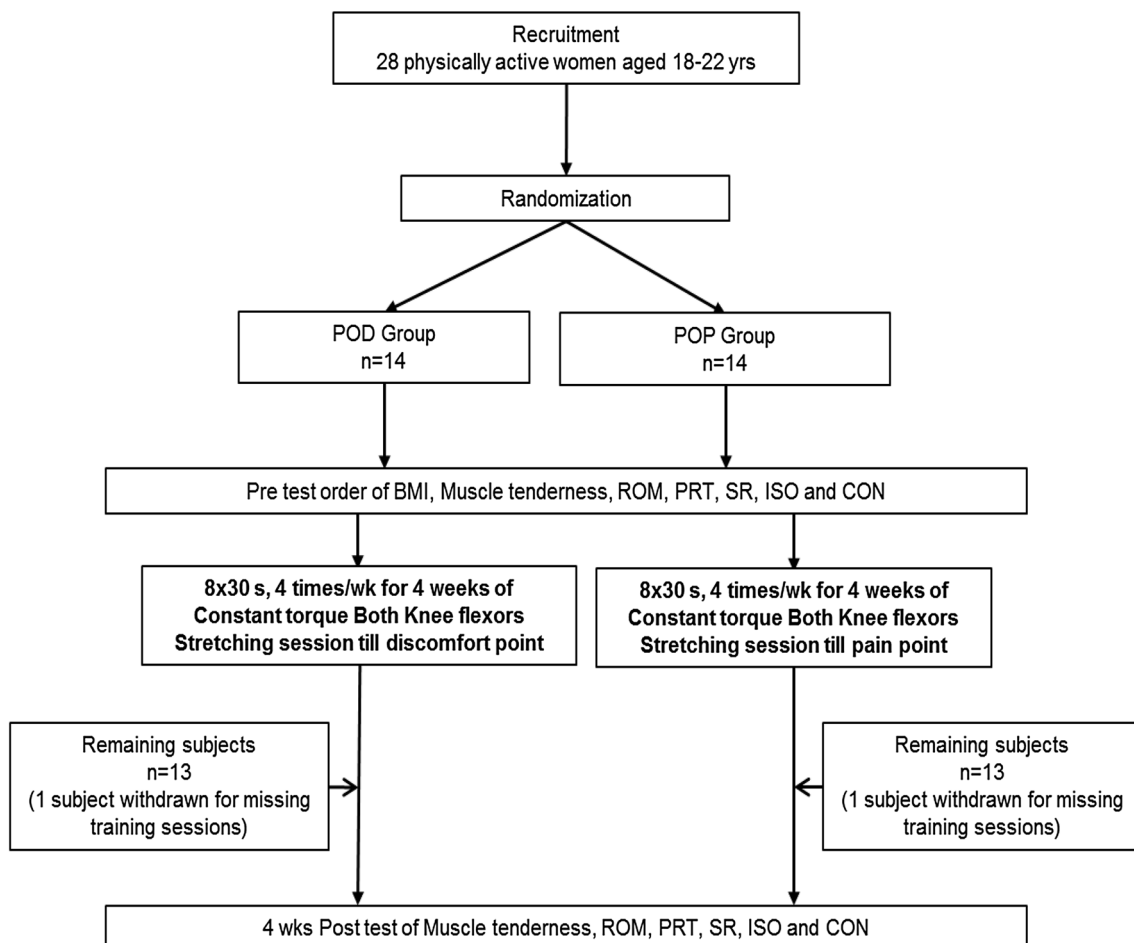 Recruitment
28 physically active women aged 18-22 yrs
Randomization
POD Group
n=14
POP Group
n=14
Pre test order of BMI, Muscle tenderness, ROM, PRT, SR, ISO and CON
8x30 s, 4 times/wk for 4 weeks of
Constant torque Both Knee flexors
Stretching session till discomfort point
8x30 s, 4 times/wk for 4 weeks of
Constant torque Both Knee flexors
Stretching session till pain point
Remaining subjects
n=13
(1 subject withdrawn for missing
training sessions)
Remaining subjects
n=13
(1 subject withdrawn for missing
training sessions)
4 wks Post test of Muscle tenderness, ROM, PRT, SR, ISO and CON